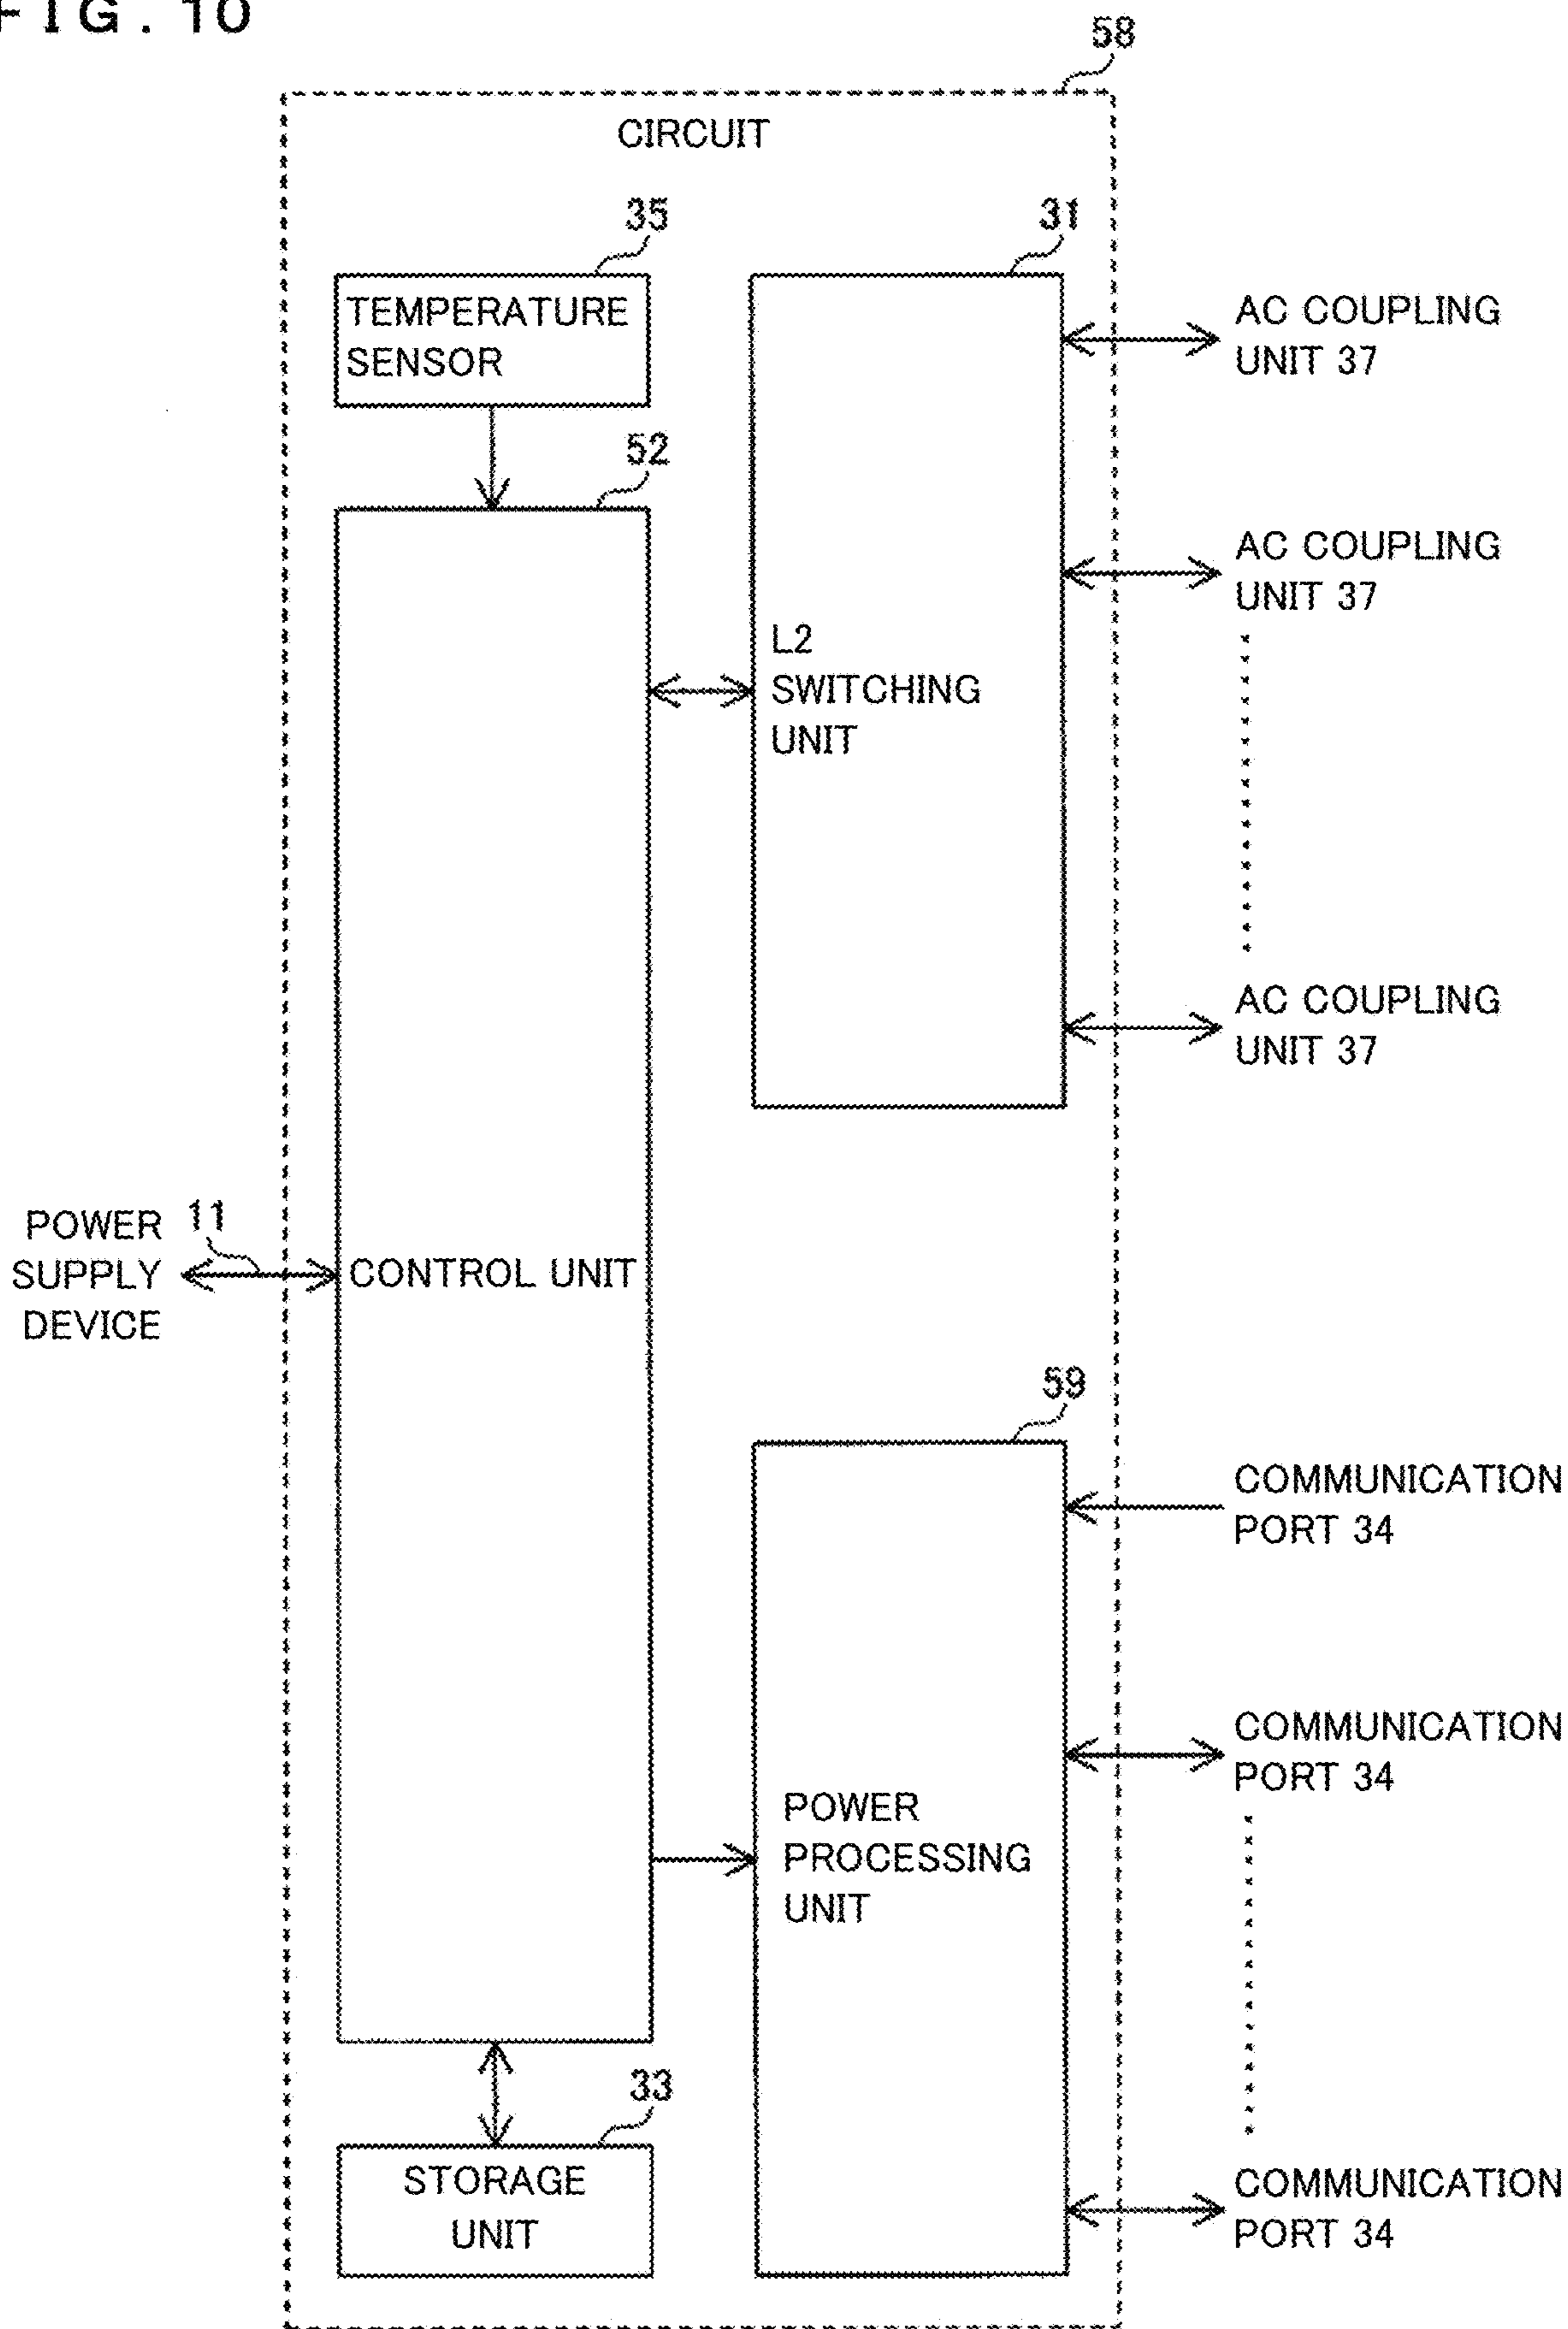 FIG. 10
58
CIRCUIT
35
31
TEMPERATURE
SENSOR
AC COUPLING
UNIT 37
52
AC COUPLING
UNIT 37
L2
SWITCHING
UNIT
AC COUPLING
UNIT 37
POWER
SUPPLY
DEVICE
11
CONTROL UNIT
59
COMMUNICATION
PORT 34
COMMUNICATION
PORT 34
POWER
PROCESSING
UNIT
33
STORAGE
UNIT
COMMUNICATION
PORT 34